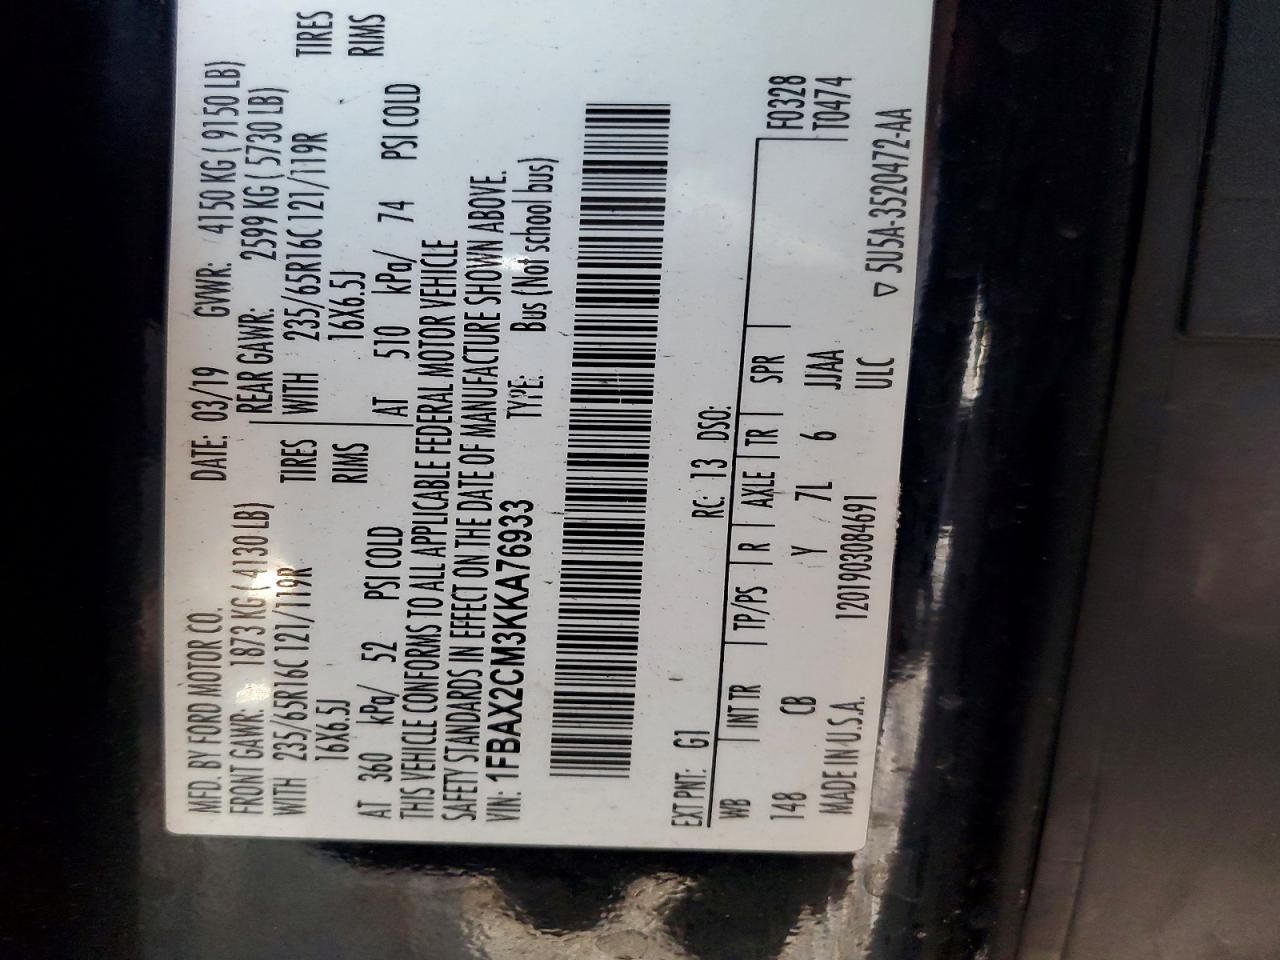 MFD. BY FORD MOTOR CO. DATE: 03/19 GVWR: 4150 KG ( 9150 LB)
FRONT GAWR: 1873 KG ( 4130 LB) REAR GAWR: 2599 KG ( 5730 LB)
WITH 235/65R16C 121/119R TIRES WITH 235/65R16C 121/119R TIRES
16X6.5J RIMS 16X6.5J RIMS
AT 360 kPa/ 52 PSI COLD AT 510 kPa/ 74 PSI COLD
THIS VEHICLE CONFORMS TO ALL APPLICABLE FEDERAL MOTOR VEHICLE
SAFETY STANDARDS IN EFFECT ON THE DATE OF MANUFACTURE SHOWN ABOVE.
VIN: 1FBAX2CM3KKA76933 TYPE: Bus (Not school bus)
EXT PNT: G1 RC: 13 DSO:
WB INT TR TP/PS R AXLE TR SPR F0328
148 CB Y 7L 6 JJAA T0474
MADE IN U.S.A. 1201903084691 ULC ▽ 5U5A-3520472-AA